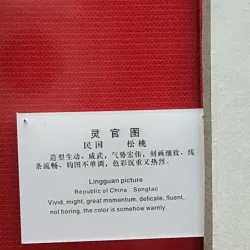 灵官图
民国 松桃
造型生动，威武，气势宏伟，刻画细致、线
条流畅，构图不单调，色彩沉重又热烈。
Lingguan picture
Republic of China Songtao
Vivid, might, great momentum, delicate, fluent,
not boring, the color is somehow warmly.